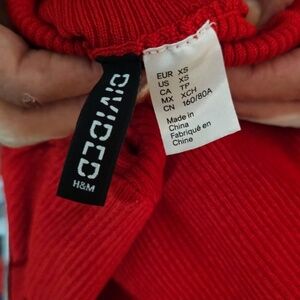 DIVIDED
H&M
EUR XS
US XS
CA TP
MX XCH
CN 160/80A
Made in
China
Fabriqué en
Chine